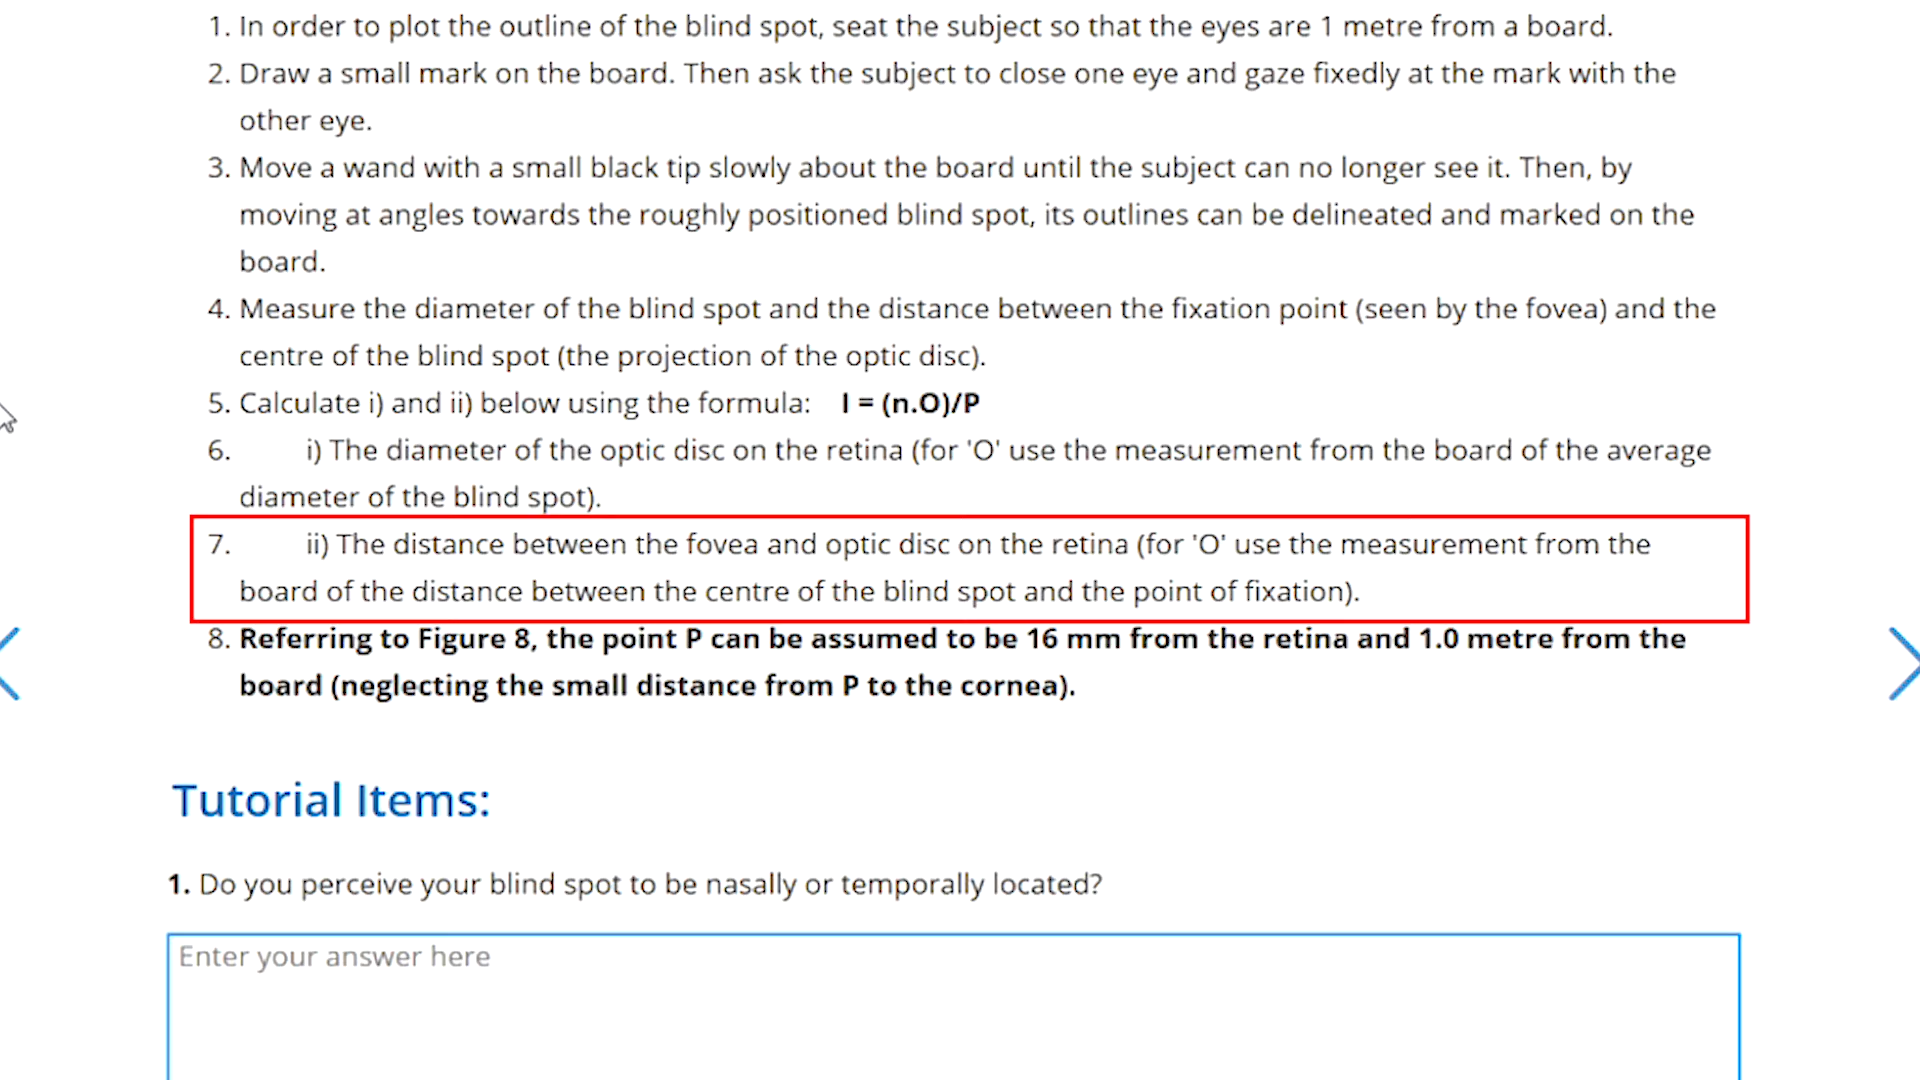 1. In order to plot the outline of the blind spot, seat the subject so that the eyes are 1 metre from a board.
2. Draw a small mark on the board. Then ask the subject to close one eye and gaze fixedly at the mark with the
other eye.
3. Move a wand with a small black tip slowly about the board until the subject can no longer see it. Then, by
moving at angles towards the roughly positioned blind spot, its outlines can be delineated and marked on the
board.
4. Measure the diameter of the blind spot and the distance between the fixation point (seen by the fovea) and the
centre of the blind spot (the projection of the optic disc).
5. Calculate i) and ii) below using the formula: I = (n.O)/P
6. i) The diameter of the optic disc on the retina (for 'O' use the measurement from the board of the average
diameter of the blind spot).
7. ii) The distance between the fovea and optic disc on the retina (for 'O' use the measurement from the
board of the distance between the centre of the blind spot and the point of fixation).
8. Referring to Figure 8, the point P can be assumed to be 16 mm from the retina and 1.0 metre from the
board (neglecting the small distance from P to the cornea).
Tutorial Items:
1. Do you perceive your blind spot to be nasally or temporally located?
Enter your answer here